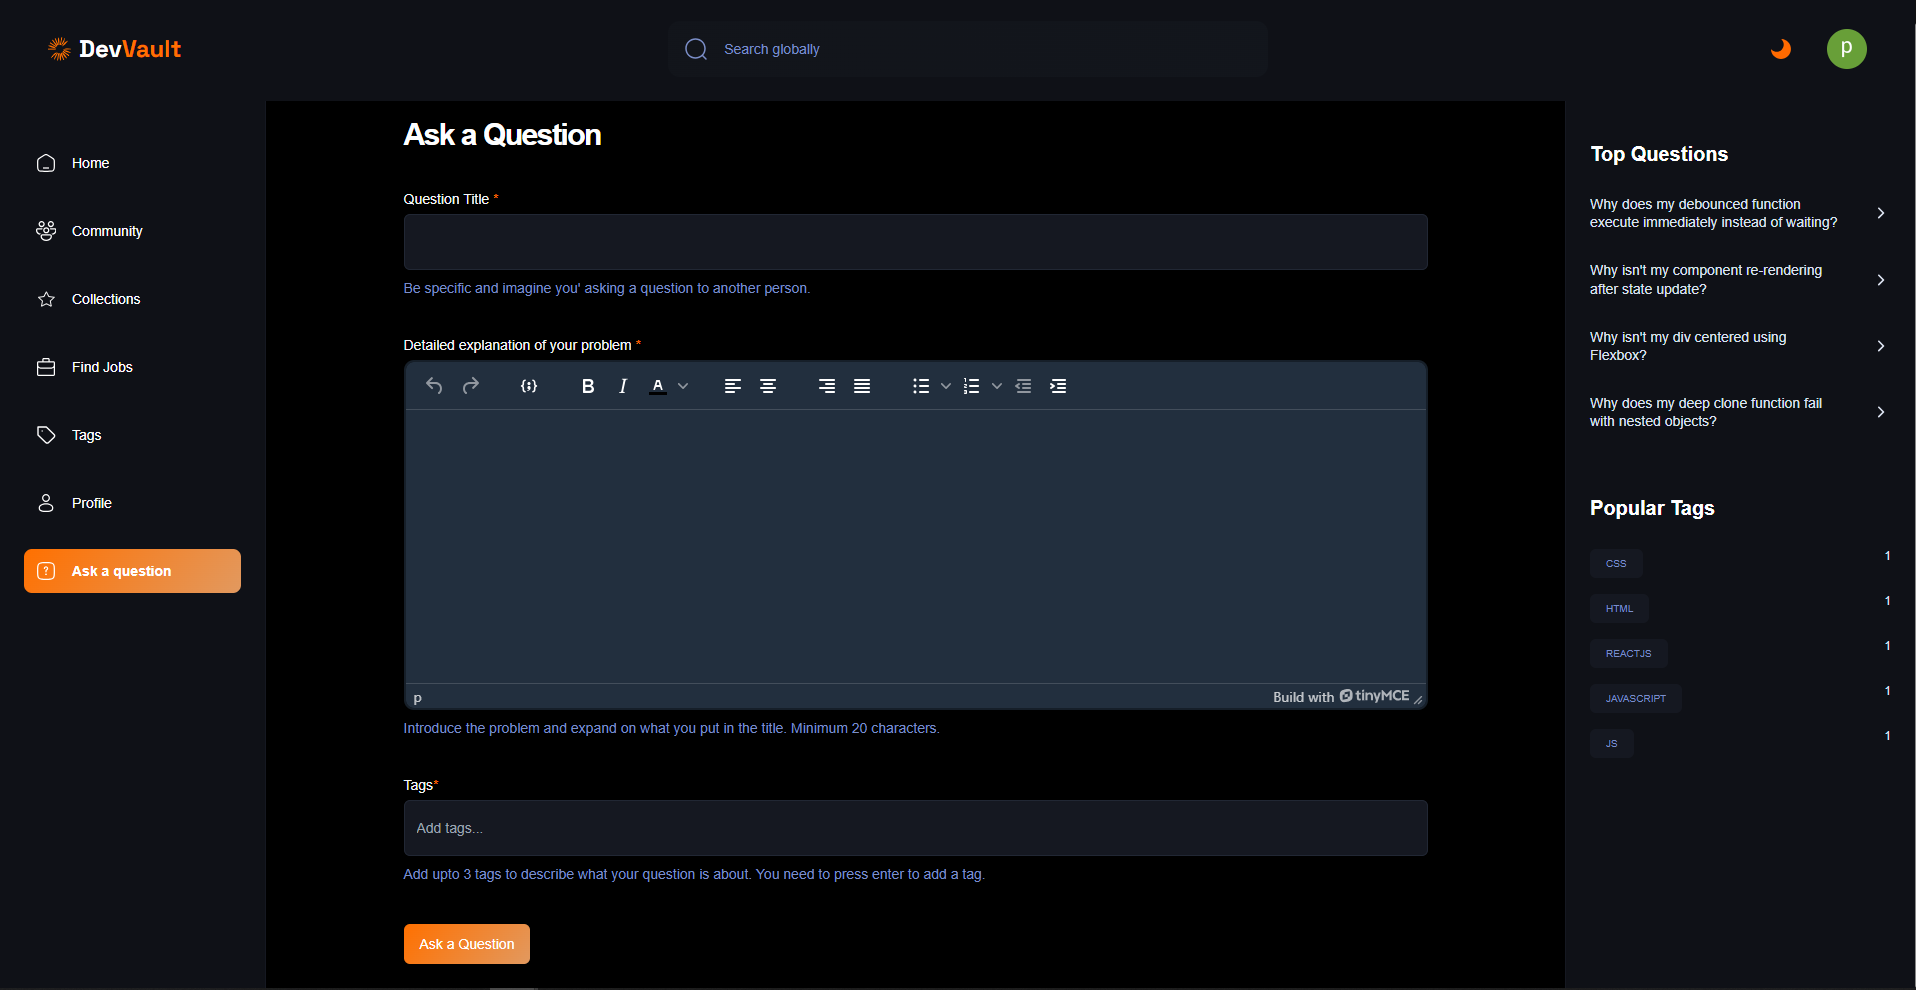 DevVault
Search globally
p
Home
Community
Collections
Find Jobs
Tags
Profile
? Ask a question
Ask a Question
Question Title *
Be specific and imagine you' asking a question to another person.
Detailed explanation of your problem *
B I A
p
Build with tinyMCE
Introduce the problem and expand on what you put in the title. Minimum 20 characters.
Tags*
Add tags...
Add upto 3 tags to describe what your question is about. You need to press enter to add a tag.
Ask a Question
Top Questions
Why does my debounced function
execute immediately instead of waiting?
Why isn't my component re-rendering
after state update?
Why isn't my div centered using
Flexbox?
Why does my deep clone function fail
with nested objects?
Popular Tags
CSS 1
HTML 1
REACTJS 1
JAVASCRIPT 1
JS 1